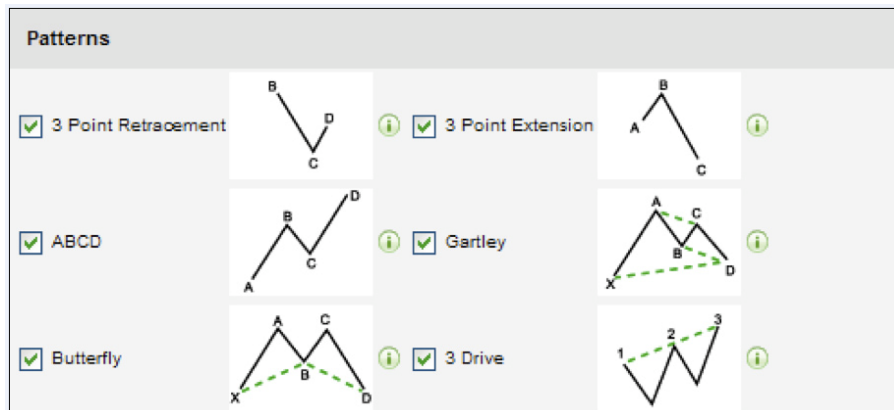 Patterns
3 Point Retracement
B
D
C
3 Point Extension
B
A
C
ABCD
D
B
C
A
Gartley
A
C
B
D
X
Butterfly
A
C
B
X
D
3 Drive
3
2
1